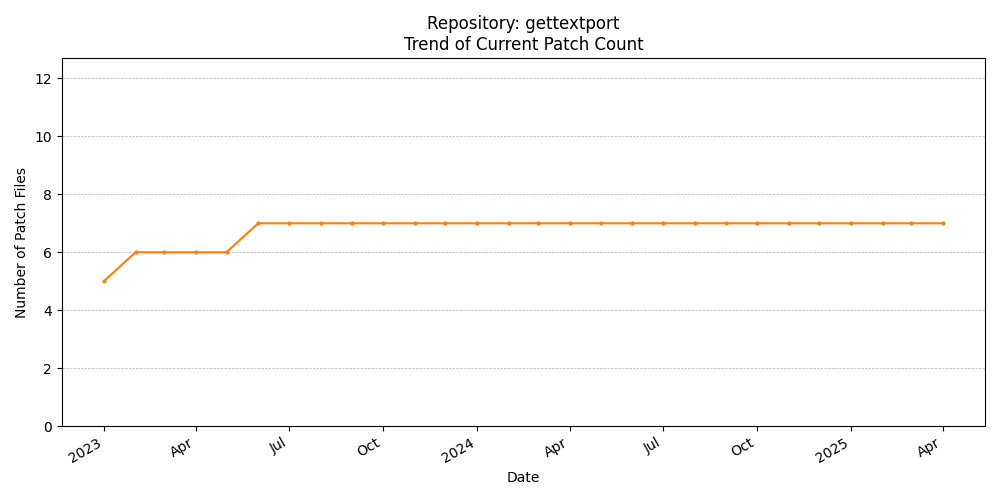 Repository: gettextport
Trend of Current Patch Count
Number of Patch Files
12
10
8
6
4
2
0
2023
Apr
Jul
Oct
2024
Apr
Jul
Oct
2025
Apr
Date